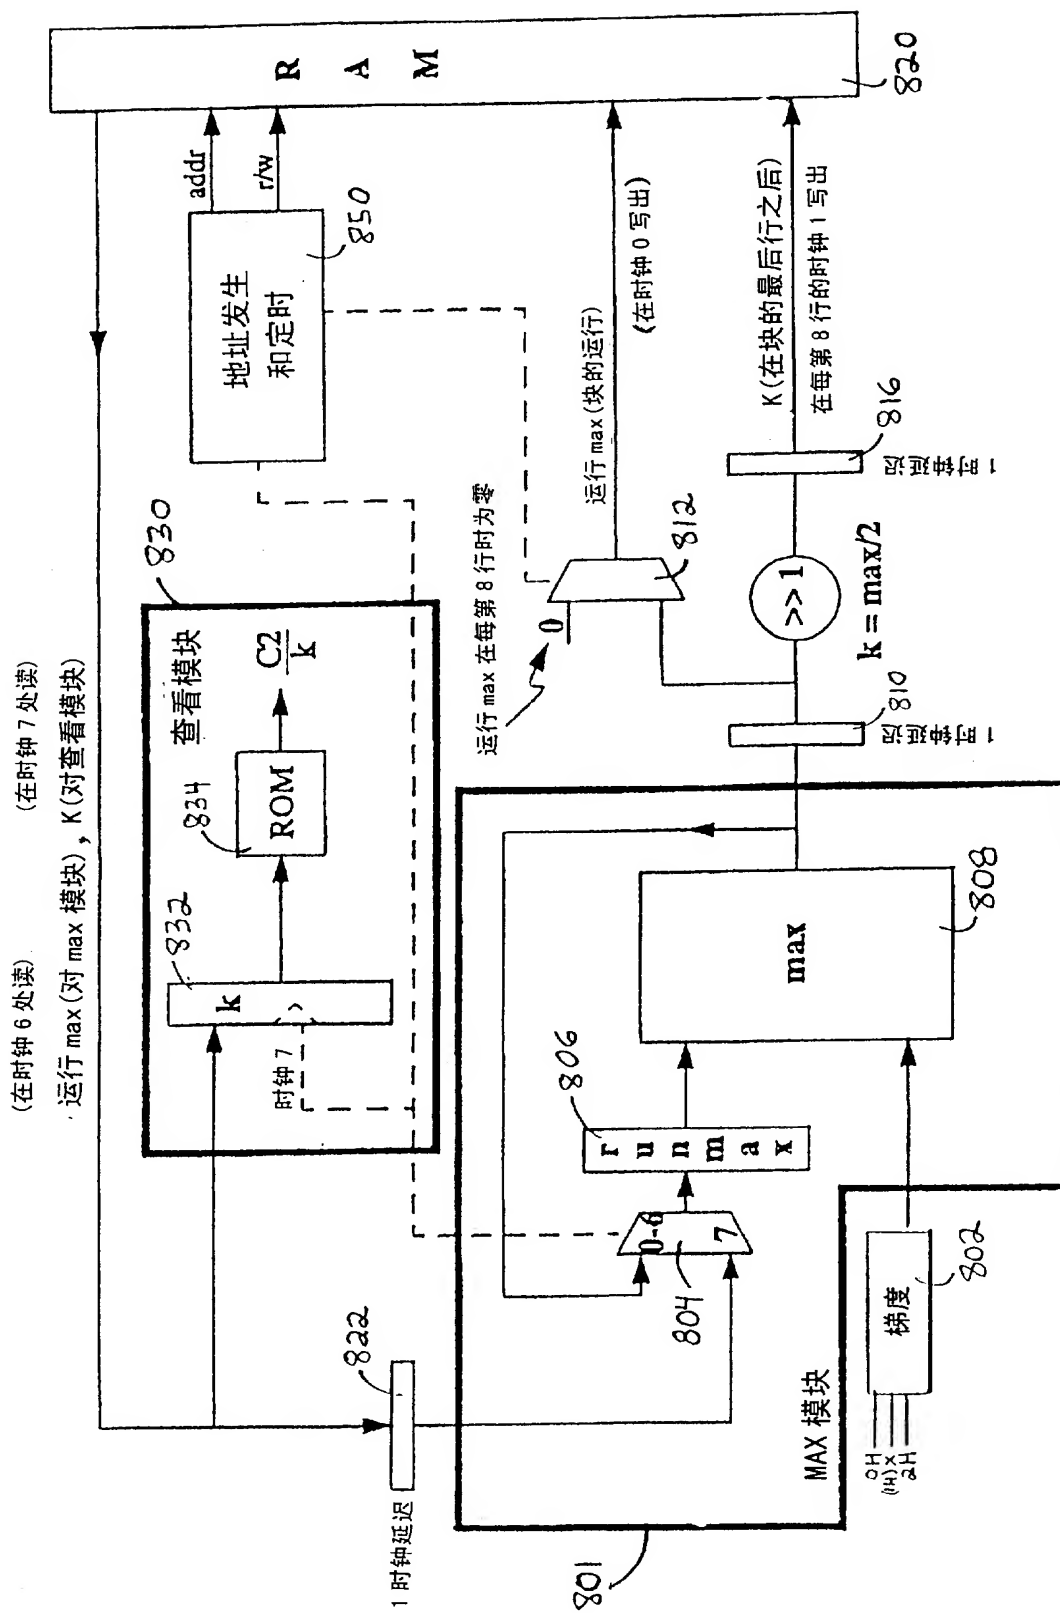 (在时钟 6 处读)
(在时钟 7 处读)
运行 max(对 max 模块), K(对查看模块)
1 时钟延迟
822
830
查看模块
832
k
时钟 7
834
ROM
C2
k
地址发生
和定时
850
addr
r/w
R A M
820
801
MAX 模块
0H
(1H)x
2H
梯度
802
0-6
7
804
806
r u n m a x
max
808
810
1 时钟延迟
运行 max 在每第 8 行时为零
0
812
运行 max(块的运行)
(在时钟 0 写出)
>>1
k = max/2
816
1 时钟延迟
K(在块的最后行之后)
在每第 8 行的时钟 1 写出